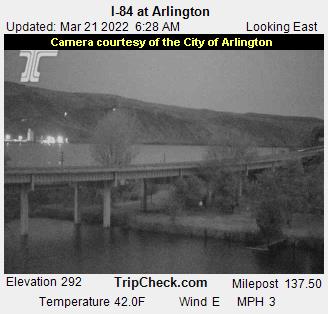 I-84 at Arlington
Updated: Mar 21 2022 6:28 AM Looking East
Camera courtesy of the City of Arlington
Elevation 292 TripCheck.com Milepost 137.50
Temperature 42.0F Wind E MPH 3